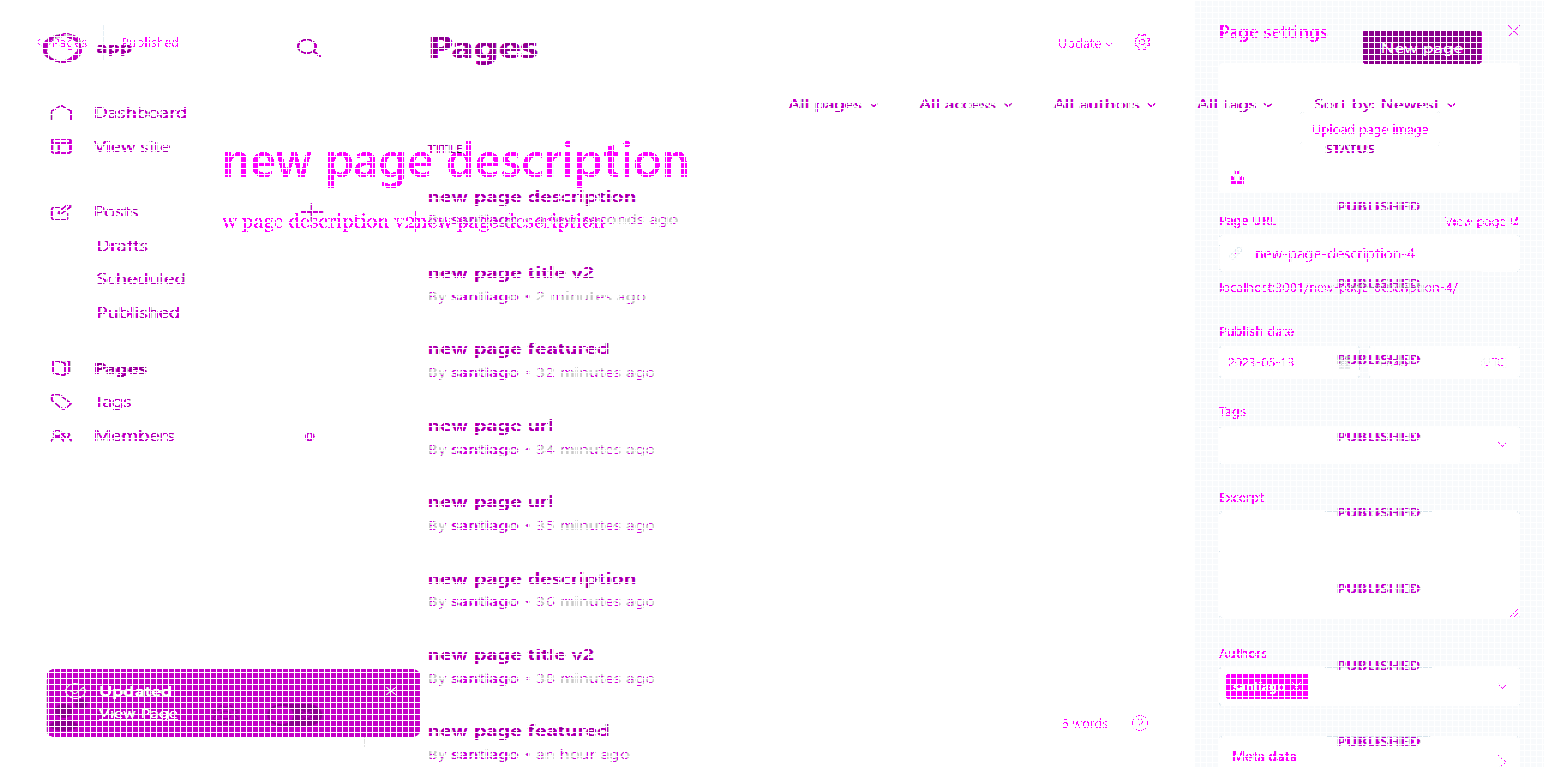 Pages
Published
app
Pages
Update
Page settings
New page
Dashboard
View site
All pages
All access
All authors
All tags
Sort by: Newest
Upload page image
TITLE
STATUS
new page description
new page description
PUBLISHED
Posts
w page description v2new page description
By santiago • seconds ago
Page URL
View page
Drafts
new-page-description-4
new page title v2
Scheduled
By santiago • 2 minutes ago
PUBLISHED
localhost:3001/new-page-description-4/
Published
Publish date
new page featured
PUBLISHED
Pages
By santiago • 32 minutes ago
Tags
Tags
new page url
PUBLISHED
Members
By santiago • 34 minutes ago
Excerpt
new page url
PUBLISHED
By santiago • 35 minutes ago
new page description
PUBLISHED
By santiago • 36 minutes ago
Authors
new page title v2
PUBLISHED
By santiago • 38 minutes ago
santiago
Updated
View Page
new page featured
6 words
PUBLISHED
By santiago • an hour ago
Meta data